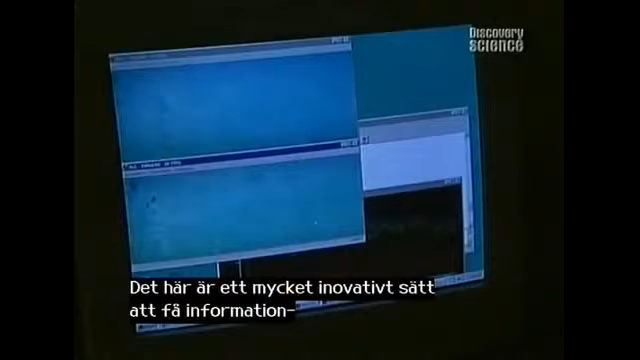 Discovery
SCIENCE
Det här är ett mycket inovativt sätt
att få information-